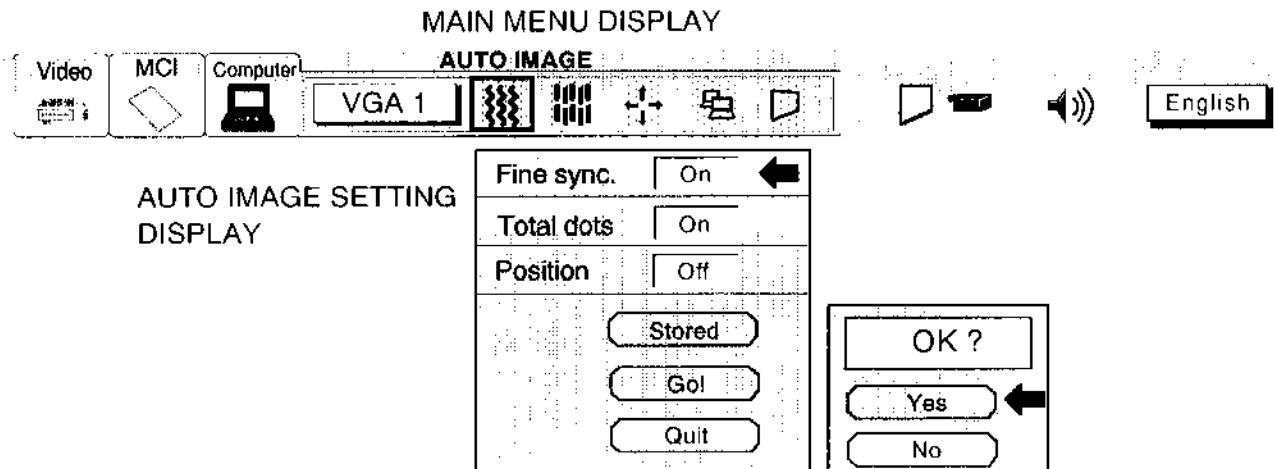 MAIN MENU DISPLAY
AUTO IMAGE
Video MCI Computer VGA 1 English
AUTO IMAGE SETTING
DISPLAY
Fine sync. On
Total dots On
Position Off
Stored
Go!
Quit
OK ?
Yes
No